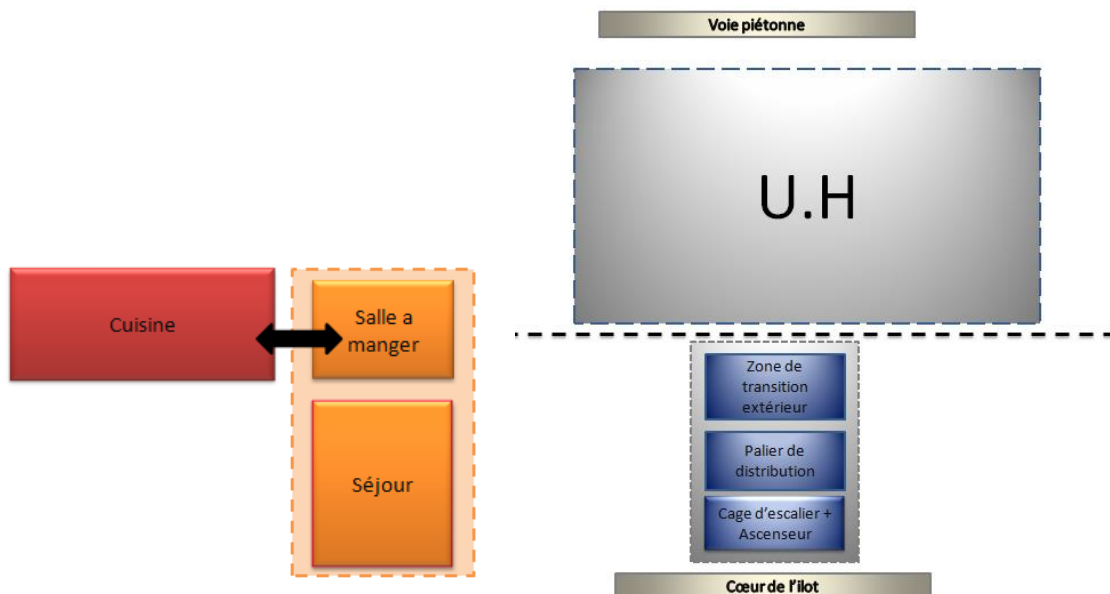 Voie piétonne
U.H
Cuisine
Salle a
manger
Séjour
Zone de
transition
extérieur
Palier de
distribution
Cage d'escalier +
Ascenseur
Cœur de l'ilot